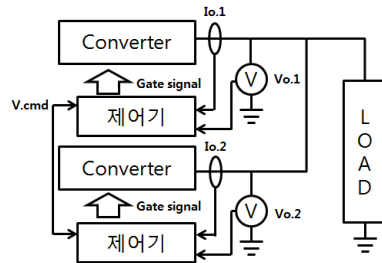 Io.1
Converter
Gate signal
V
Vo.1
V.cmd
제어기
Io.2
Converter
Gate signal
V
Vo.2
제어기
LOAD